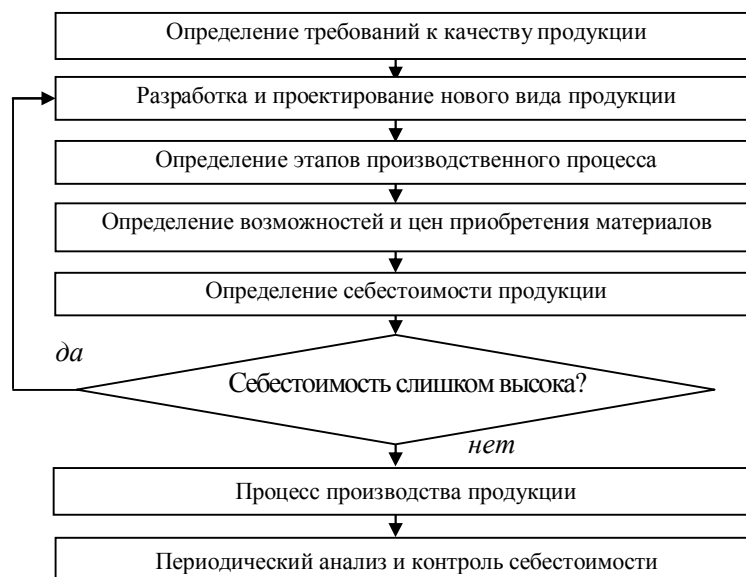 Определение требований к качеству продукции
Разработка и проектирование нового вида продукции
Определение этапов производственного процесса
Определение возможностей и цен приобретения материалов
Определение себестоимости продукции
да
Себестоимость слишком высока?
нет
Процесс производства продукции
Периодический анализ и контроль себестоимости